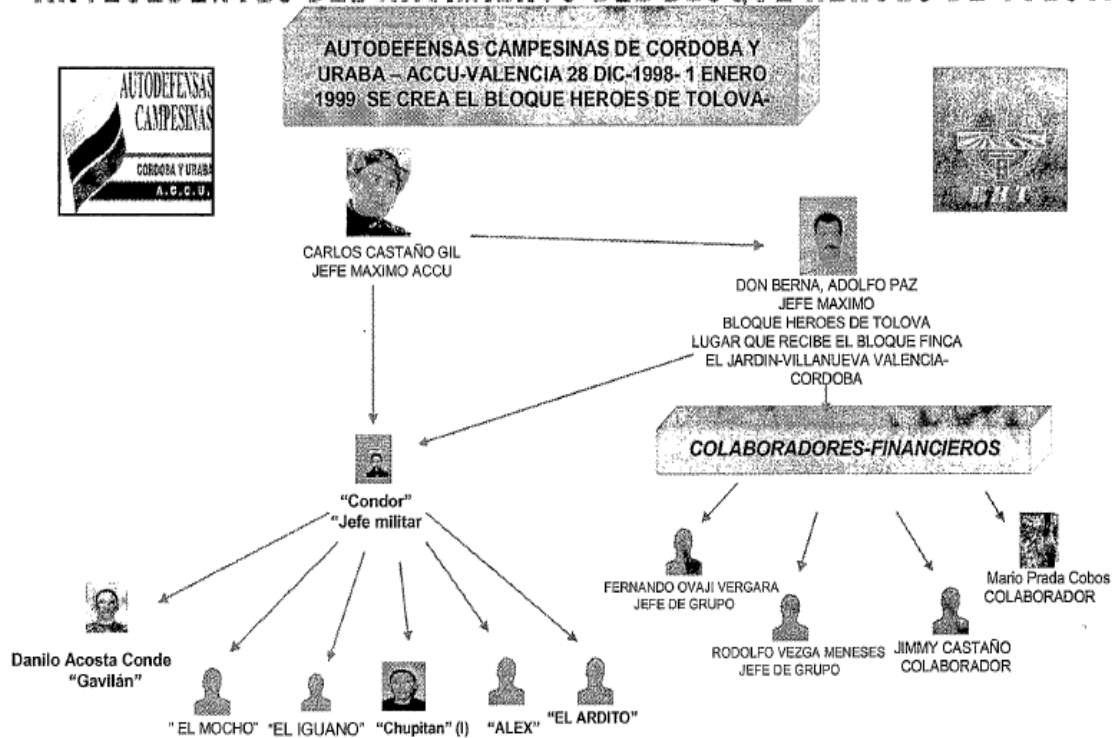 AUTODEFENSAS CAMPESINAS DE CORDOBA Y
URABA – ACCU-VALENCIA 28 DIC-1998- 1 ENERO
1999 SE CREA EL BLOQUE HEROES DE TOLOVA-
AUTODEFENSAS
CAMPESINAS
CORDOBA Y URABA
A.C.C.U.
BHT
CARLOS CASTAÑO GIL
JEFE MAXIMO ACCU
DON BERNA, ADOLFO PAZ
JEFE MAXIMO
BLOQUE HEROES DE TOLOVA
LUGAR QUE RECIBE EL BLOQUE FINCA
EL JARDIN-VILLANUEVA VALENCIA-
CORDOBA
COLABORADORES-FINANCIEROS
"Condor"
"Jefe militar
FERNANDO OVAJI VERGARA
JEFE DE GRUPO
RODOLFO VEZGA MENESES
JEFE DE GRUPO
JIMMY CASTAÑO
COLABORADOR
Mario Prada Cobos
COLABORADOR
Danilo Acosta Conde
"Gavilán"
" EL MOCHO"
"EL IGUANO"
"Chupitan" (I)
"ALEX"
"EL ARDITO"